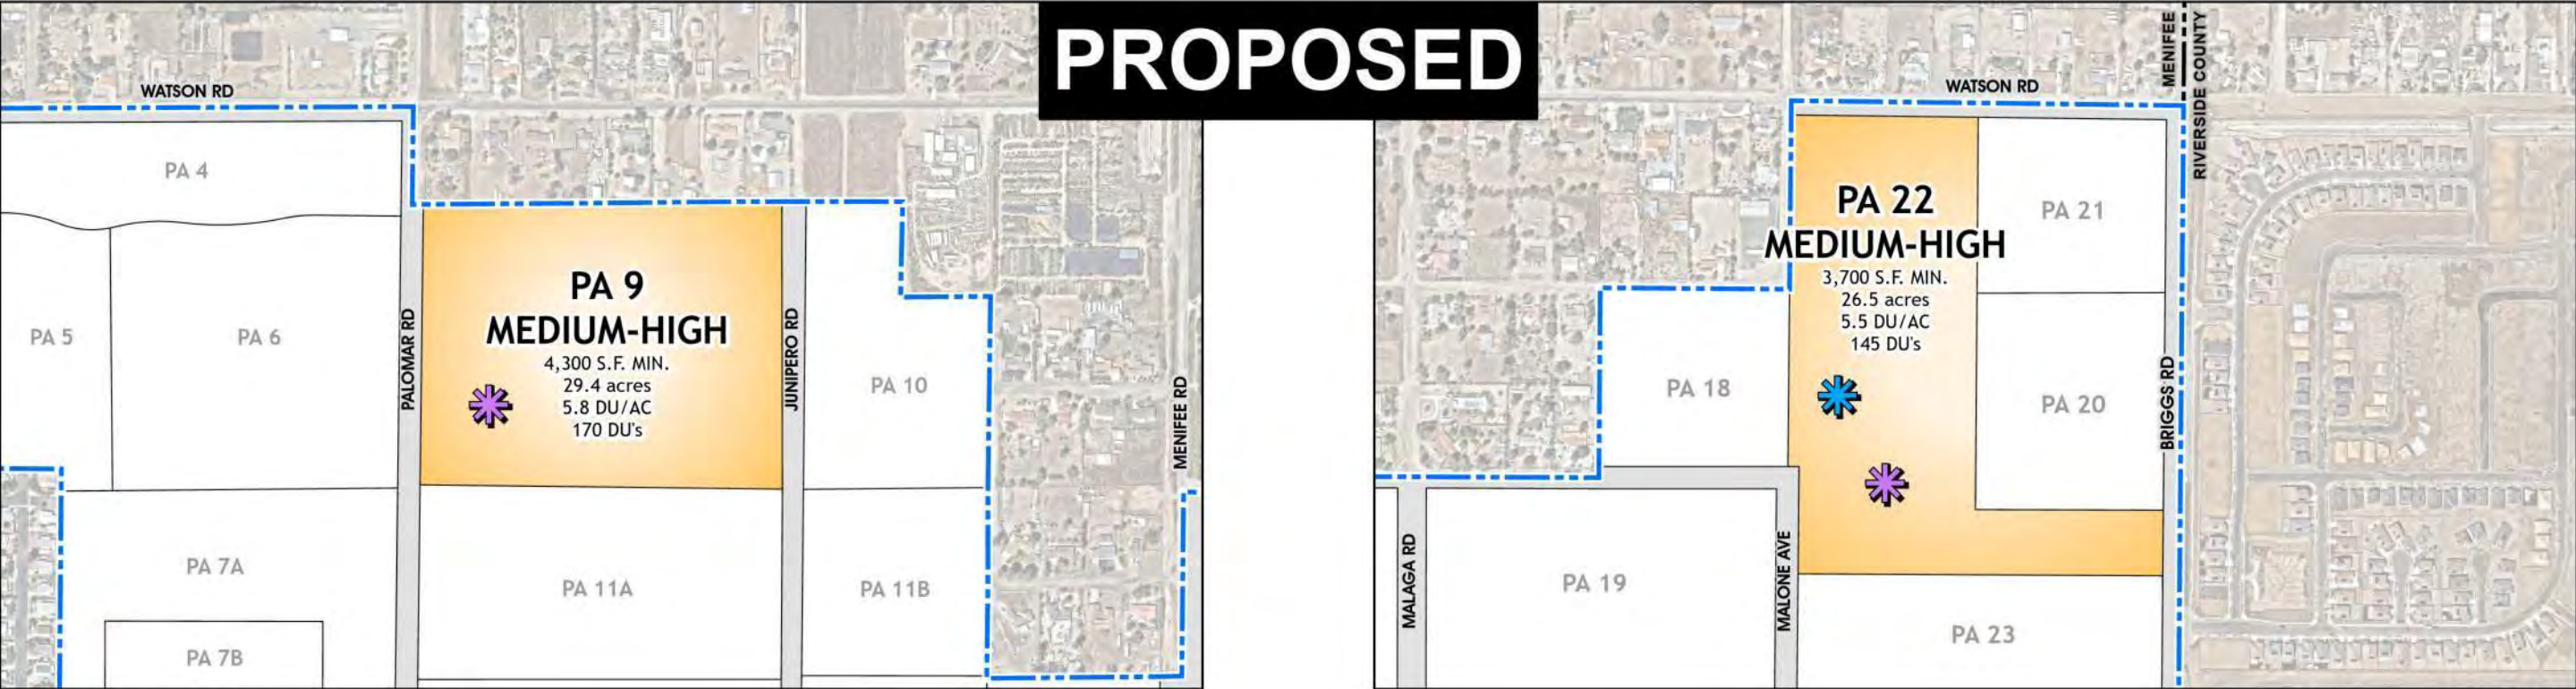 PROPOSED
WATSON RD
PA 4
PA 5
PA 6
PALOMAR RD
PA 9
MEDIUM-HIGH
4,300 S.F. MIN.
29.4 acres
5.8 DU/AC
170 DU's
JUNIPERO RD
PA 10
MENIFEE RD
PA 7A
PA 7B
PA 11A
PA 11B
WATSON RD
MENIFEE
RIVERSIDE COUNTY
PA 22
MEDIUM-HIGH
3,700 S.F. MIN.
26.5 acres
5.5 DU/AC
145 DU's
PA 21
PA 18
PA 20
BRIGGS RD
MALAGA RD
PA 19
MALONE AVE
PA 23